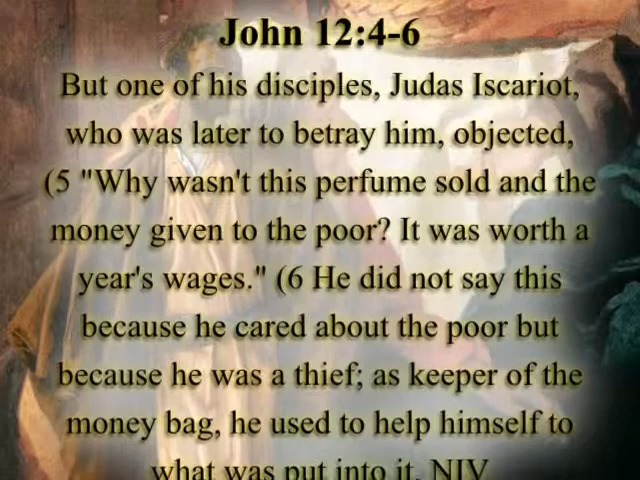 John 12:4-6
But one of his disciples, Judas Iscariot,
who was later to betray him, objected,
(5 "Why wasn't this perfume sold and the
money given to the poor? It was worth a
year's wages." (6 He did not say this
because he cared about the poor but
because he was a thief; as keeper of the
money bag, he used to help himself to
what was put into it. NIV